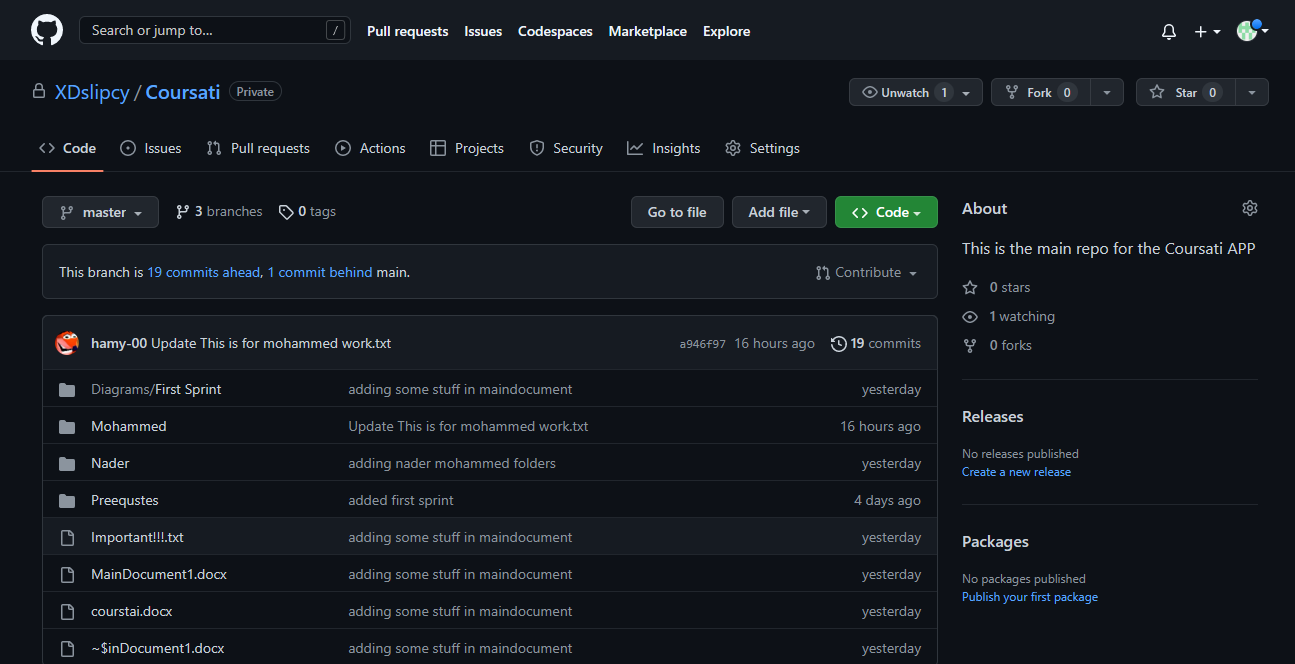 Search or jump to... /
Pull requests Issues Codespaces Marketplace Explore
XDslipcy / Coursati Private
Unwatch 1 Fork 0 Star 0
Code Issues Pull requests Actions Projects Security Insights Settings
master 3 branches 0 tags Go to file Add file Code
This branch is 19 commits ahead, 1 commit behind main. Contribute
hamy-00 Update This is for mohammed work.txt a946f97 16 hours ago 19 commits
Diagrams/First Sprint adding some stuff in maindocument yesterday
Mohammed Update This is for mohammed work.txt 16 hours ago
Nader adding nader mohammed folders yesterday
Preequstes added first sprint 4 days ago
Important!!!.txt adding some stuff in maindocument yesterday
MainDocument1.docx adding some stuff in maindocument yesterday
courstai.docx adding some stuff in maindocument yesterday
~$inDocument1.docx adding some stuff in maindocument yesterday
About
This is the main repo for the Coursati APP
0 stars
1 watching
0 forks
Releases
No releases published
Create a new release
Packages
No packages published
Publish your first package